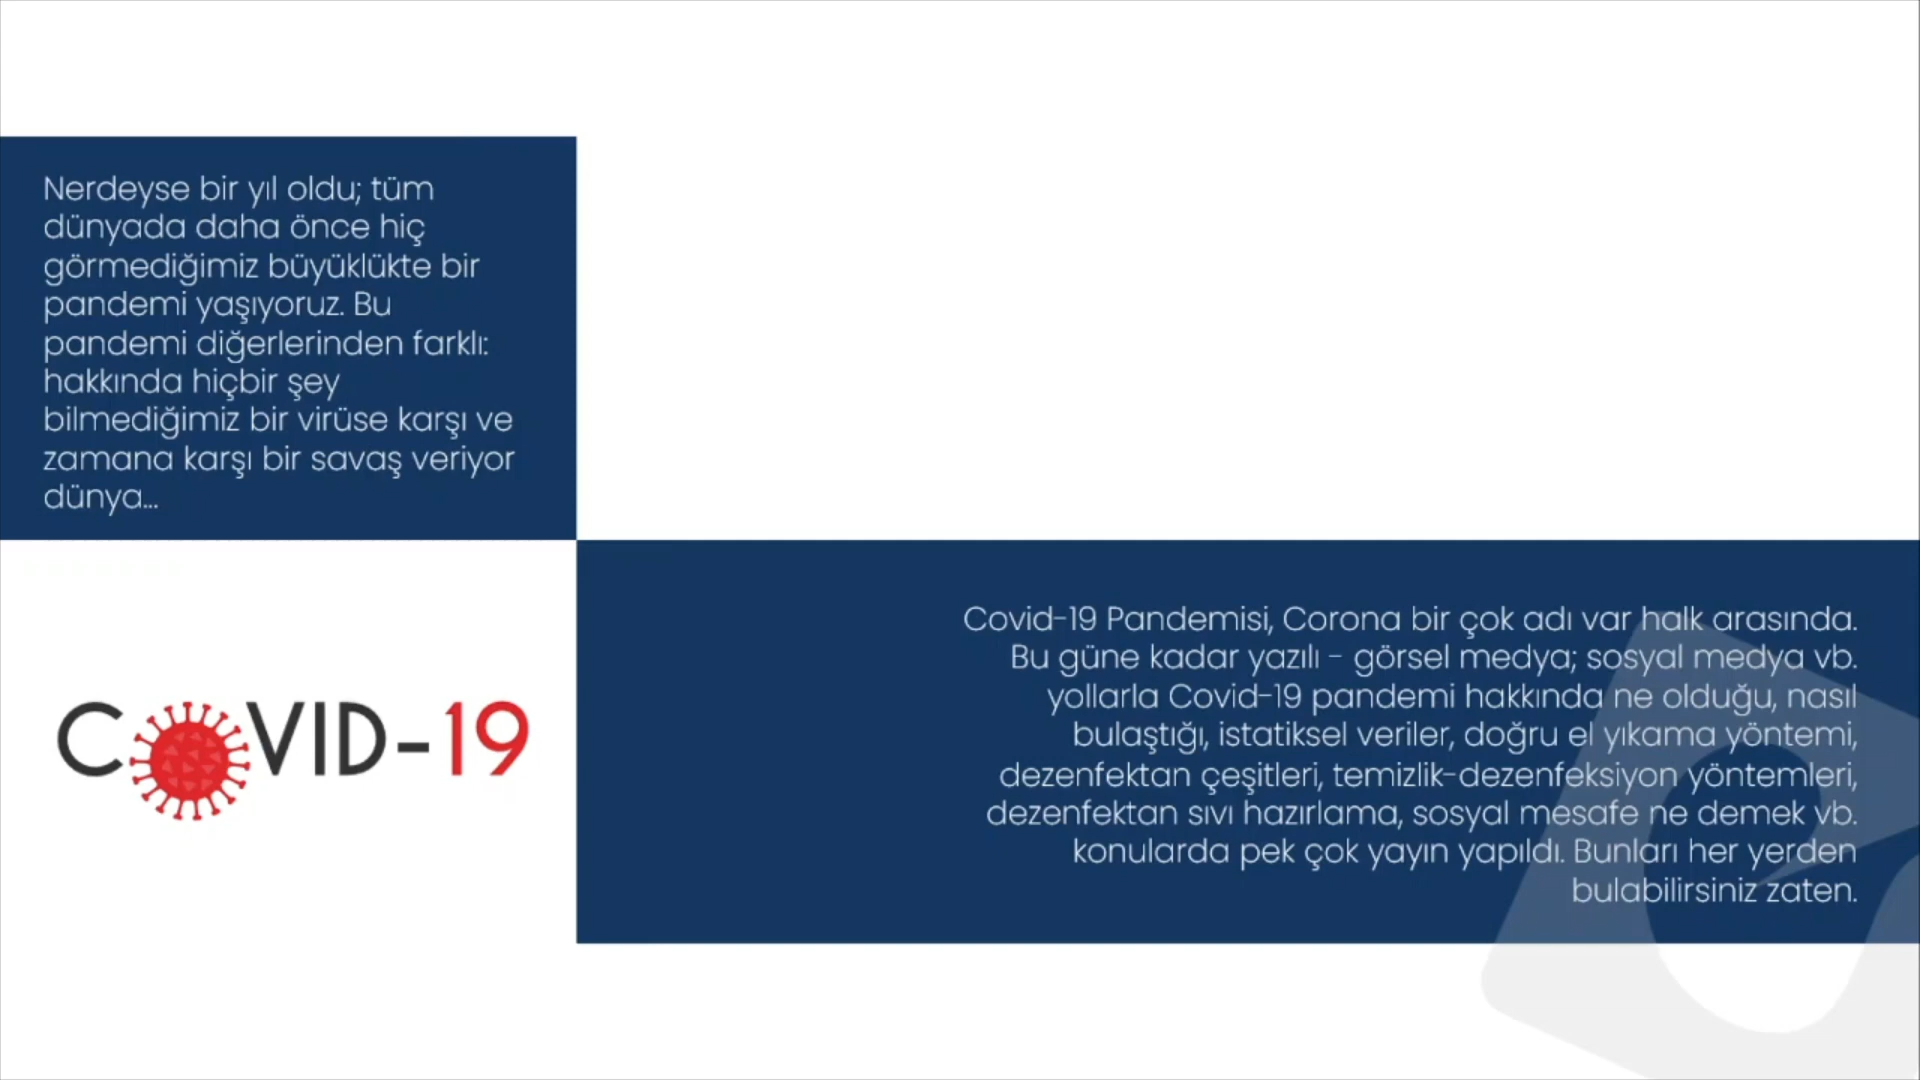 Nerdeyse bir yıl oldu; tüm
dünyada daha önce hiç
görmediğimiz büyüklükte bir
pandemi yaşıyoruz. Bu
pandemi diğerlerinden farklı:
hakkında hiçbir şey
bilmediğimiz bir virüse karşı ve
zamana karşı bir savaş veriyor
dünya...
COVID-19
Covid-19 Pandemisi, Corona bir çok adı var halk arasında.
Bu güne kadar yazılı - görsel medya; sosyal medya vb.
yollarla Covid-19 pandemi hakkında ne olduğu, nasıl
bulaştığı, istatiksel veriler, doğru el yıkama yöntemi,
dezenfektan çeşitleri, temizlik-dezenfeksiyon yöntemleri,
dezenfektan sıvı hazırlama, sosyal mesafe ne demek vb.
konularda pek çok yayın yapıldı. Bunları her yerden
bulabilirsiniz zaten.